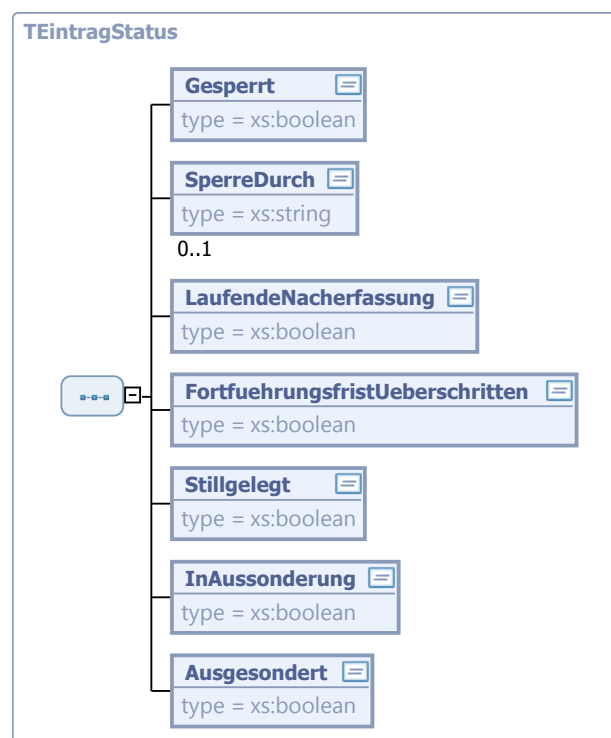 TEintragStatus
Gesperrt
type = xs:boolean
SperreDurch
type = xs:string
0..1
LaufendeNacherfassung
type = xs:boolean
FortfuehrungsfristUeberschritten
type = xs:boolean
Stillgelegt
type = xs:boolean
InAussonderung
type = xs:boolean
Ausgesondert
type = xs:boolean